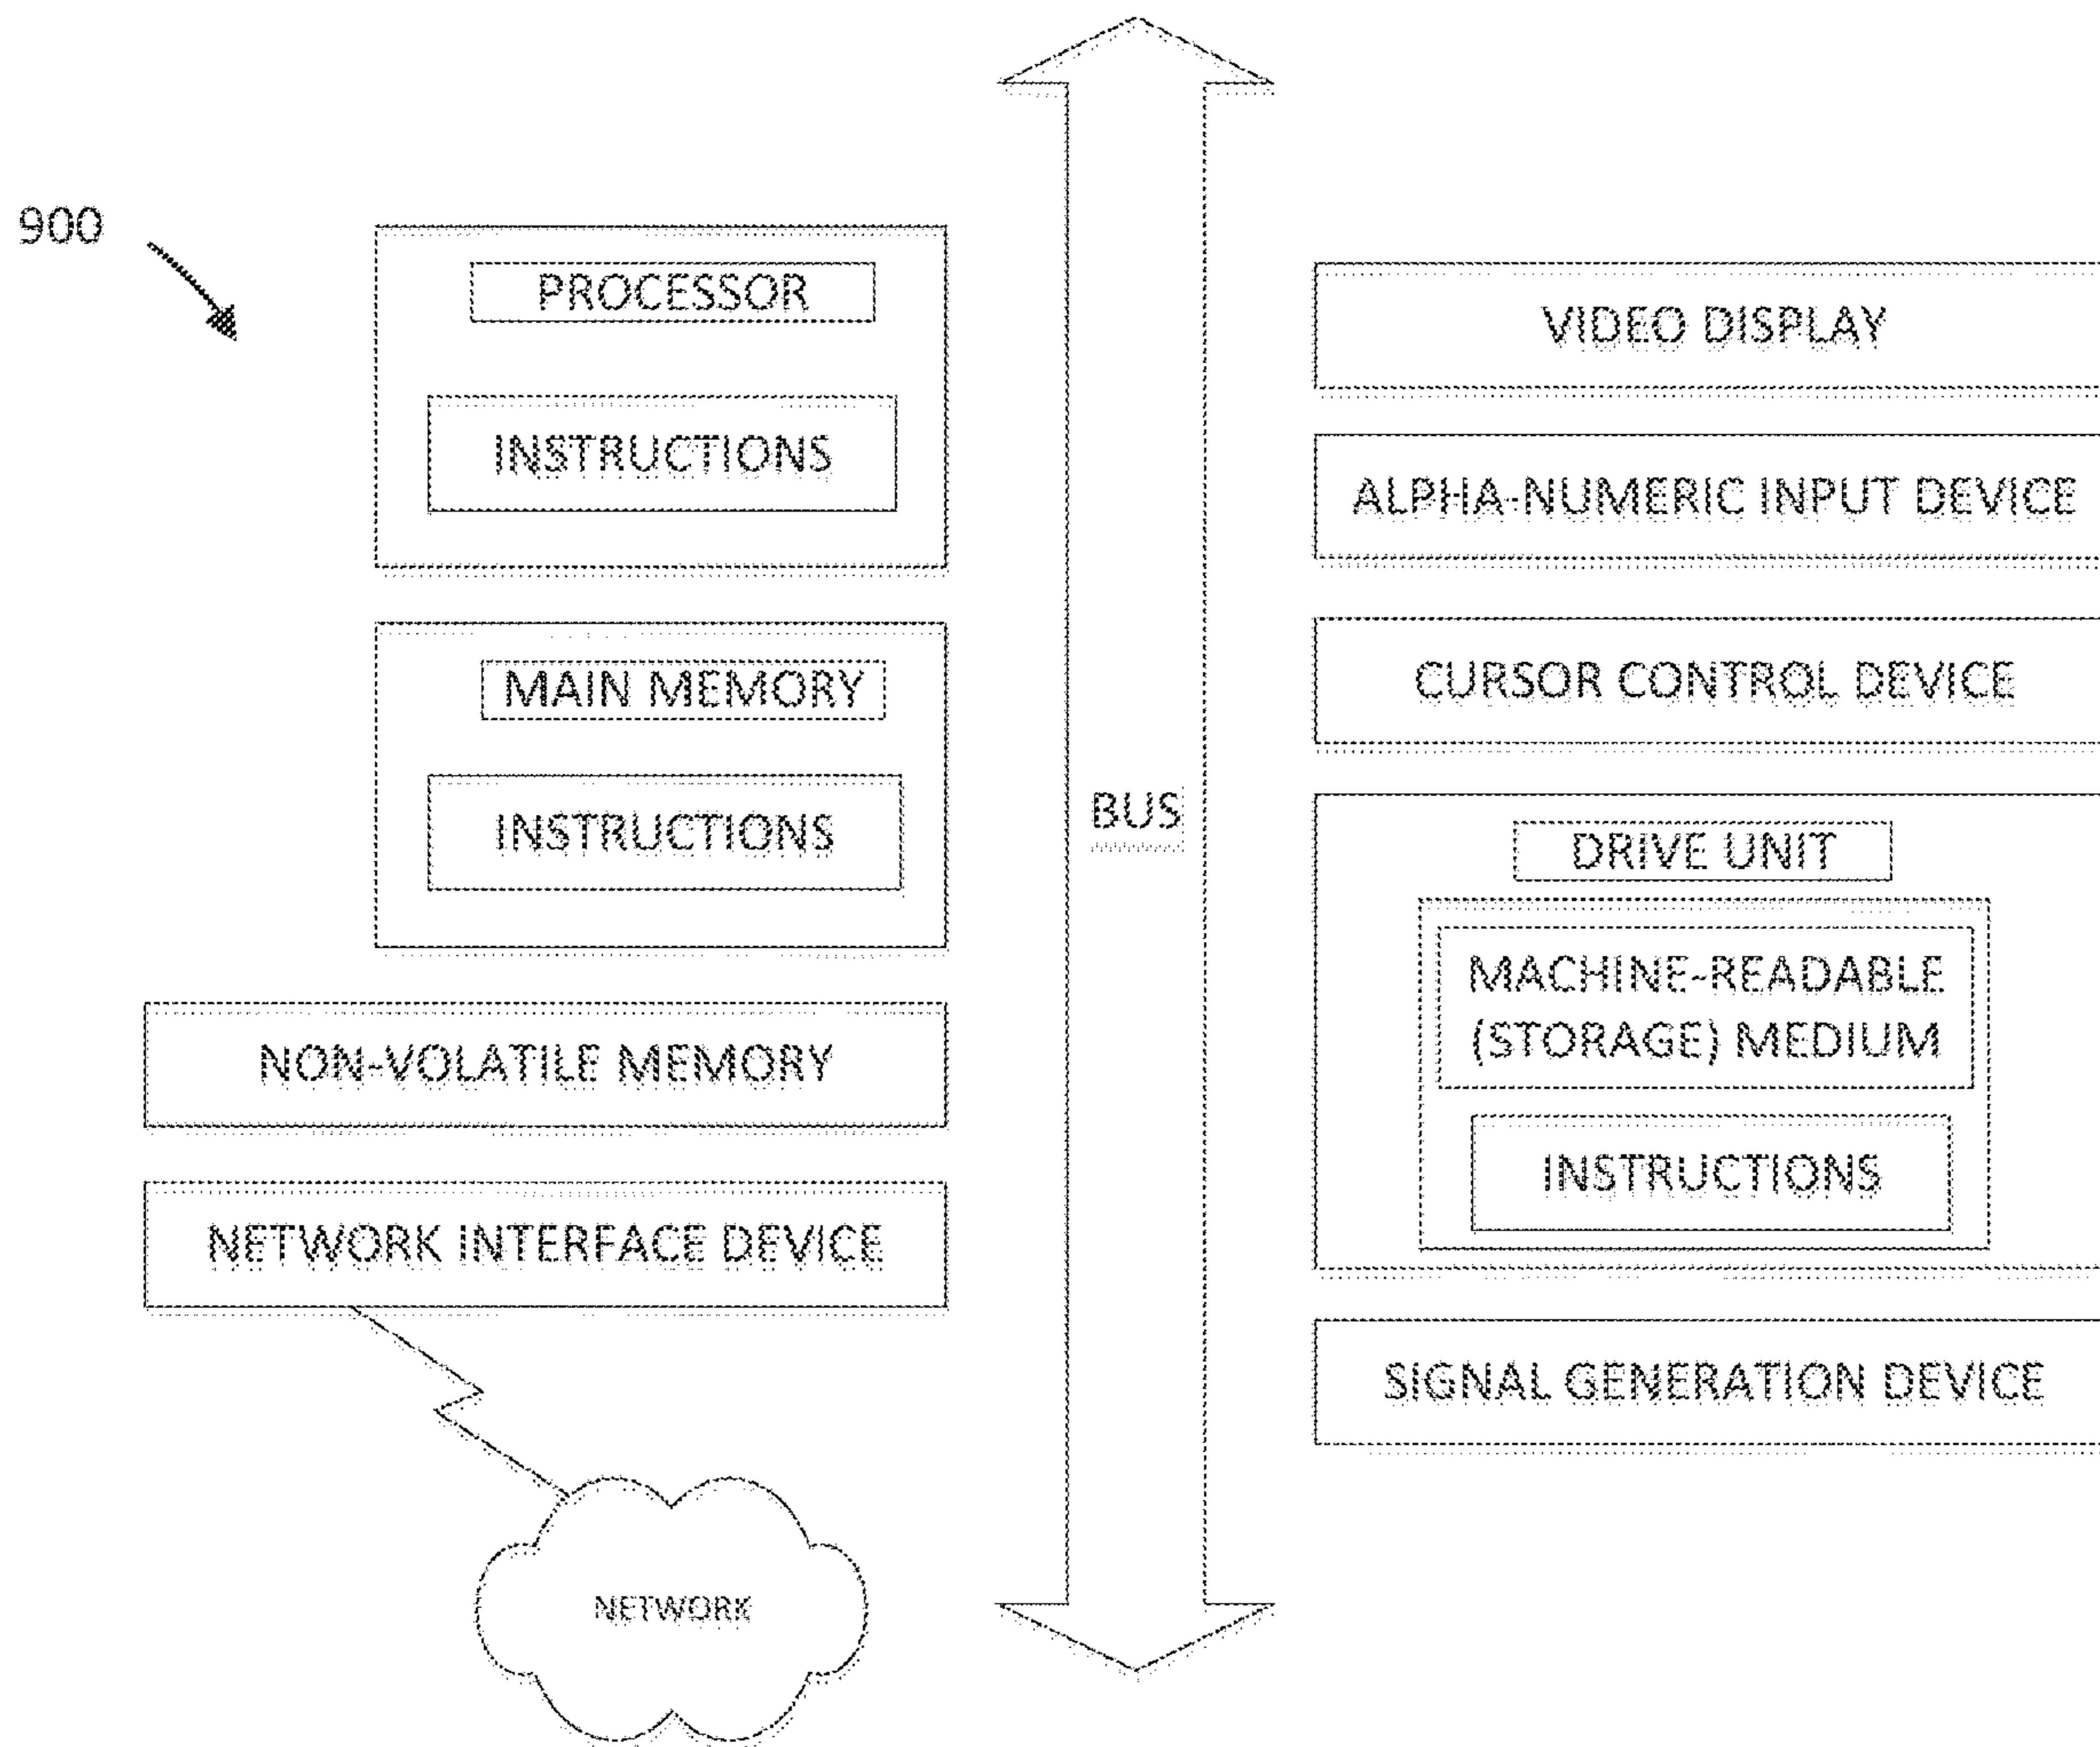 900
PROCESSOR
INSTRUCTIONS
MAIN MEMORY
INSTRUCTIONS
NON-VOLATILE MEMORY
NETWORK INTERFACE DEVICE
NETWORK
BUS
VIDEO DISPLAY
ALPHA-NUMERIC INPUT DEVICE
CURSOR CONTROL DEVICE
DRIVE UNIT
MACHINE-READABLE
(STORAGE) MEDIUM
INSTRUCTIONS
SIGNAL GENERATION DEVICE